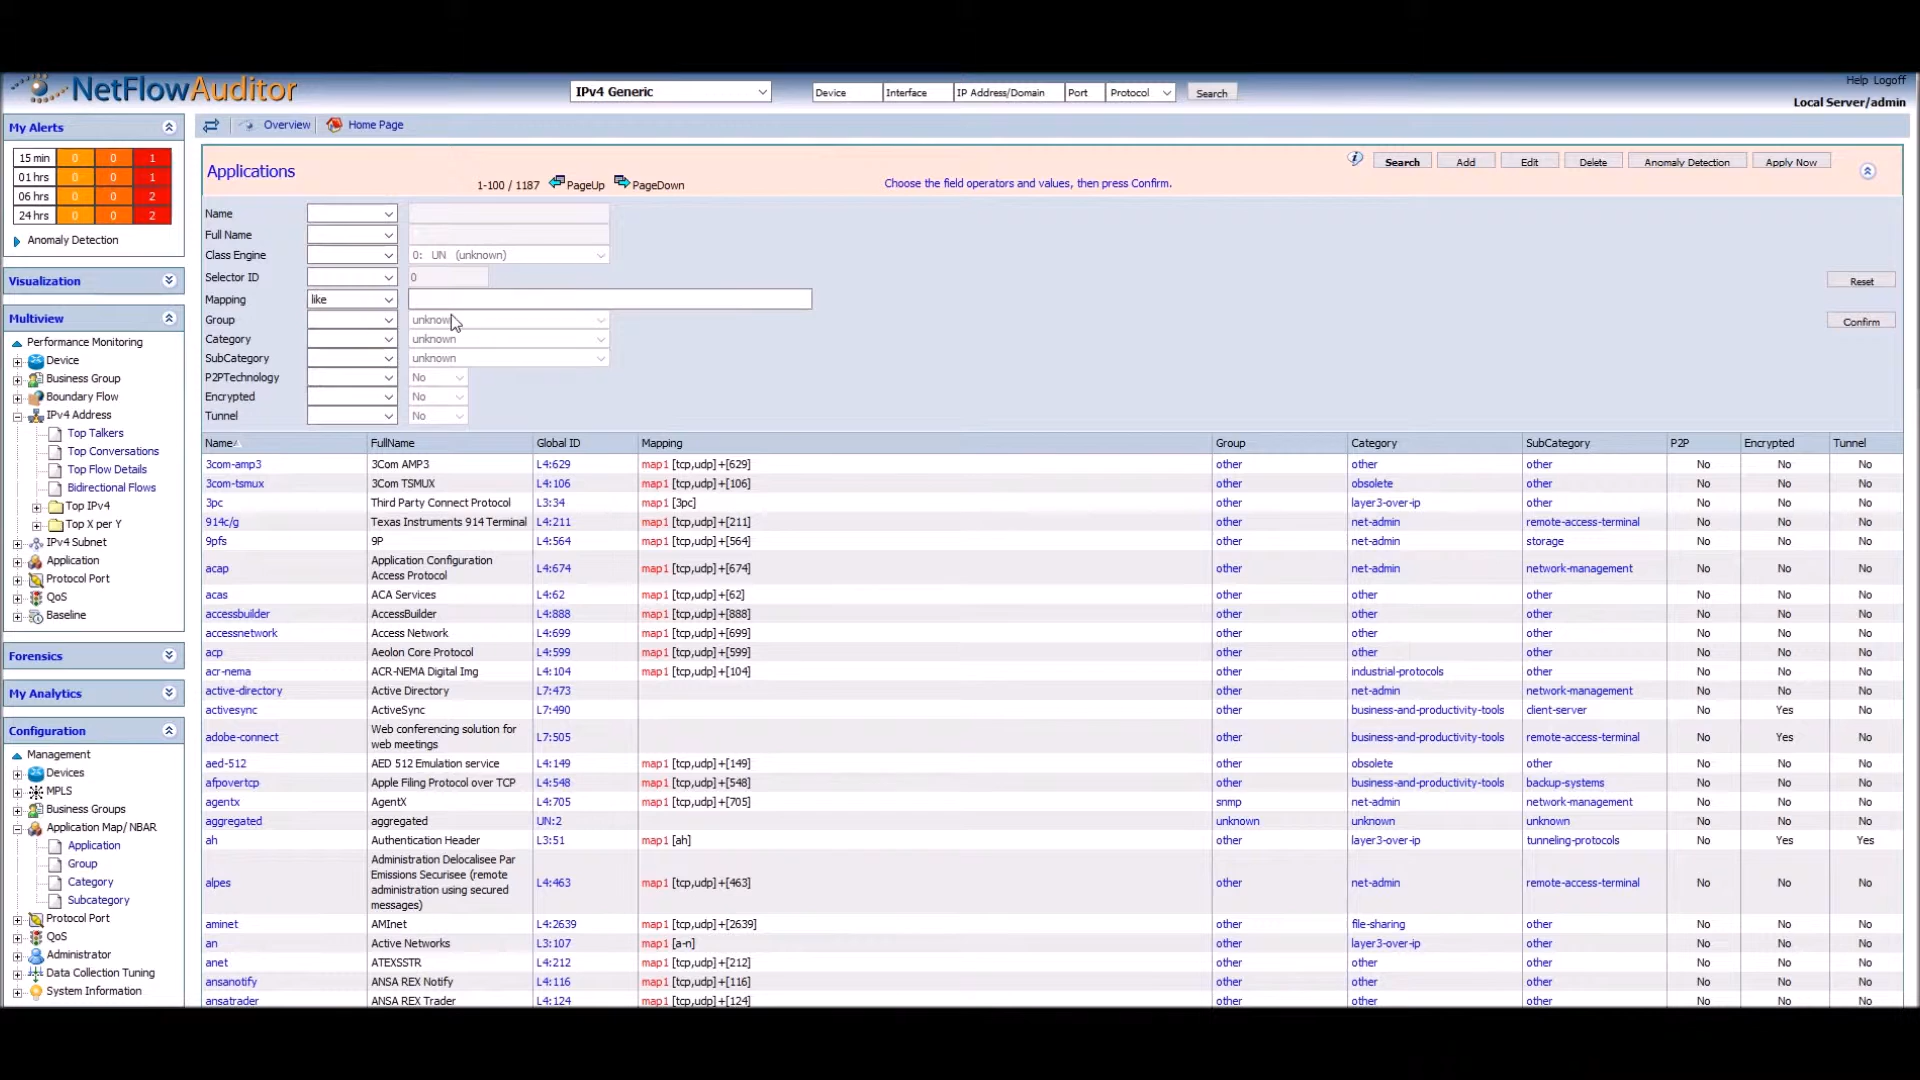 NetFlowAuditor
IPv4 Generic
Device
Interface
IP Address/Domain
Port
Protocol
Search
Help Logoff
Local Server/admin
My Alerts
15 min 0 0 1
01 hrs 0 0 1
06 hrs 0 0 2
24 hrs 0 0 2
Anomaly Detection
Visualization
Multiview
Performance Monitoring
Device
Business Group
Boundary Flow
IPv4 Address
Top Talkers
Top Conversations
Top Flow Details
Bidirectional Flows
Top IPv4
Top X per Y
IPv4 Subnet
Application
Protocol Port
QoS
Baseline
Forensics
My Analytics
Configuration
Management
Devices
MPLS
Business Groups
Application Map/NBAR
Application
Group
Category
Subcategory
Protocol Port
QoS
Administrator
Data Collection Tuning
System Information
Overview
Home Page
Applications
1-100 / 1187 PageUp PageDown
Choose the field operators and values, then press Confirm.
Search Add Edit Delete Anomaly Detection Apply Now
Name
Full Name
Class Engine 0: UN (unknown)
Selector ID 0
Reset
Mapping like
Group unknown
Confirm
Category unknown
SubCategory unknown
P2PTechnology No
Encrypted No
Tunnel No
Name FullName Global ID Mapping Group Category SubCategory P2P Encrypted Tunnel
3com-amp3 3Com AMP3 L4:629 map1 [tcp,udp]+[629] other other other No No No
3com-tsmux 3Com TSMUX L4:106 map1 [tcp,udp]+[106] other obsolete other No No No
3pc Third Party Connect Protocol L3:34 map1 [3pc] other layer3-over-ip other No No No
914c/g Texas Instruments 914 Terminal L4:211 map1 [tcp,udp]+[211] other net-admin remote-access-terminal No No No
9pfs 9P L4:564 map1 [tcp,udp]+[564] other net-admin storage No No No
acap Application Configuration Access Protocol L4:674 map1 [tcp,udp]+[674] other net-admin network-management No No No
acas ACA Services L4:62 map1 [tcp,udp]+[62] other other other No No No
accessbuilder AccessBuilder L4:888 map1 [tcp,udp]+[888] other other other No No No
accessnetwork Access Network L4:699 map1 [tcp,udp]+[699] other other other No No No
acp Aeolon Core Protocol L4:599 map1 [tcp,udp]+[599] other other other No No No
acr-nema ACR-NEMA Digital Img L4:104 map1 [tcp,udp]+[104] other industrial-protocols other No No No
active-directory Active Directory L7:473 other net-admin network-management No No No
activesync ActiveSync L7:490 other business-and-productivity-tools client-server No Yes No
adobe-connect Web conferencing solution for web meetings L7:505 other business-and-productivity-tools remote-access-terminal No Yes No
aed-512 AED 512 Emulation service L4:149 map1 [tcp,udp]+[149] other obsolete other No No No
afpovertcp Apple Filing Protocol over TCP L4:548 map1 [tcp,udp]+[548] other business-and-productivity-tools backup-systems No No No
agentx AgentX L4:705 map1 [tcp,udp]+[705] snmp net-admin network-management No No No
aggregated aggregated UN:2 unknown unknown unknown No No No
ah Authentication Header L3:51 map1 [ah] other layer3-over-ip tunneling-protocols No Yes Yes
alpes Administration Delocalisee Par Emissions Securisee (remote administration using secured messages) L4:463 map1 [tcp,udp]+[463] other net-admin remote-access-terminal No No No
aminet AMInet L4:2639 map1 [tcp,udp]+[2639] other file-sharing other No No No
an Active Networks L3:107 map1 [a-n] other layer3-over-ip other No No No
anet ATEXSSTR L4:212 map1 [tcp,udp]+[212] other other other No No No
ansanotify ANSA REX Notify L4:116 map1 [tcp,udp]+[116] other other other No No No
ansatrader ANSA REX Trader L4:124 map1 [tcp,udp]+[124] other other other No No No